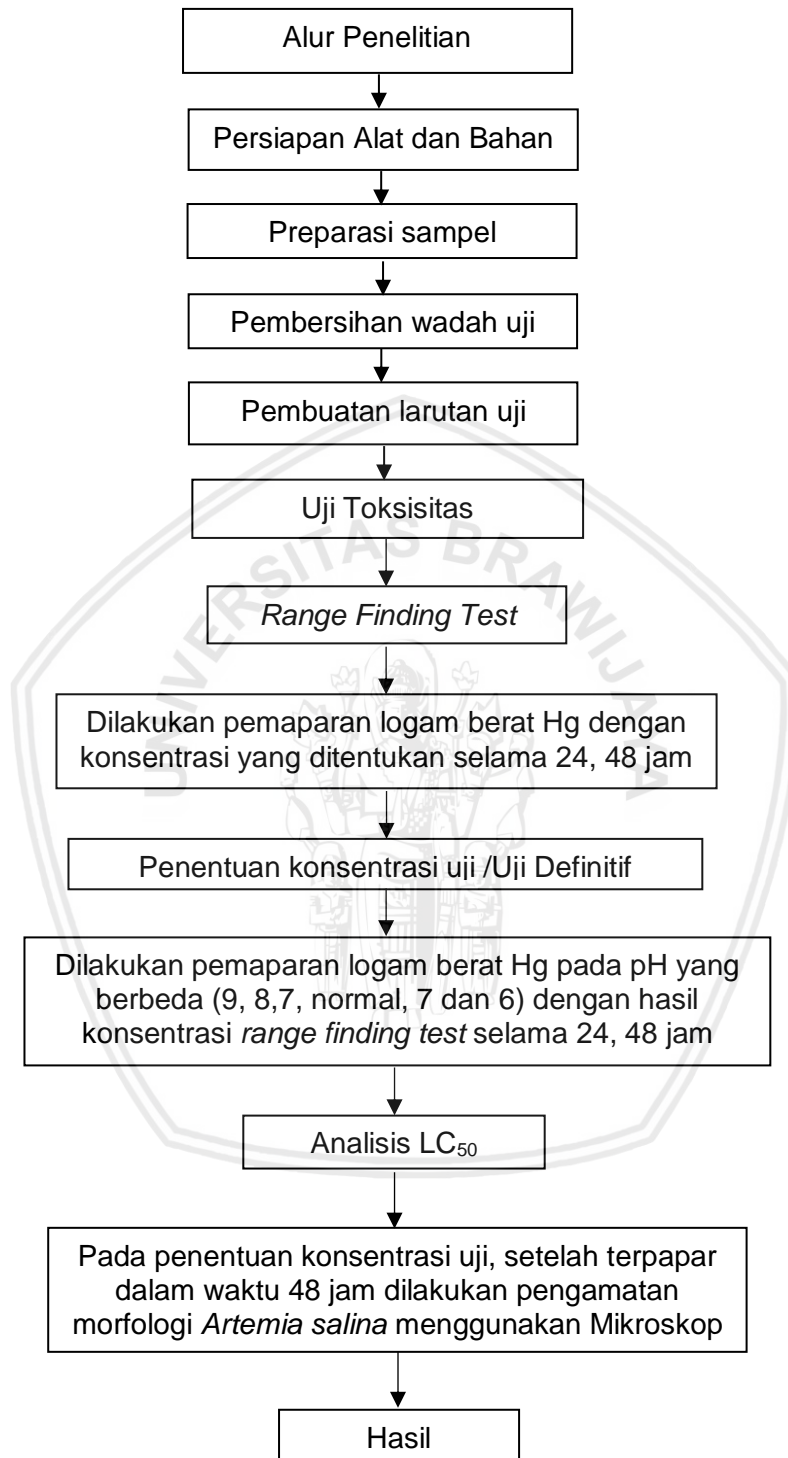 Alur Penelitian
Persiapan Alat dan Bahan
Preparasi sampel
Pembersihan wadah uji
Pembuatan larutan uji
Uji Toksisitas
Range Finding Test
Dilakukan pemaparan logam berat Hg dengan
konsentrasi yang ditentukan selama 24, 48 jam
Penentuan konsentrasi uji /Uji Definitif
Dilakukan pemaparan logam berat Hg pada pH yang
berbeda (9, 8,7, normal, 7 dan 6) dengan hasil
konsentrasi range finding test selama 24, 48 jam
Analisis LC₅₀
Pada penentuan konsentrasi uji, setelah terpapar
dalam waktu 48 jam dilakukan pengamatan
morfologi Artemia salina menggunakan Mikroskop
Hasil
UNIVERSITAS BRAWIJAYA